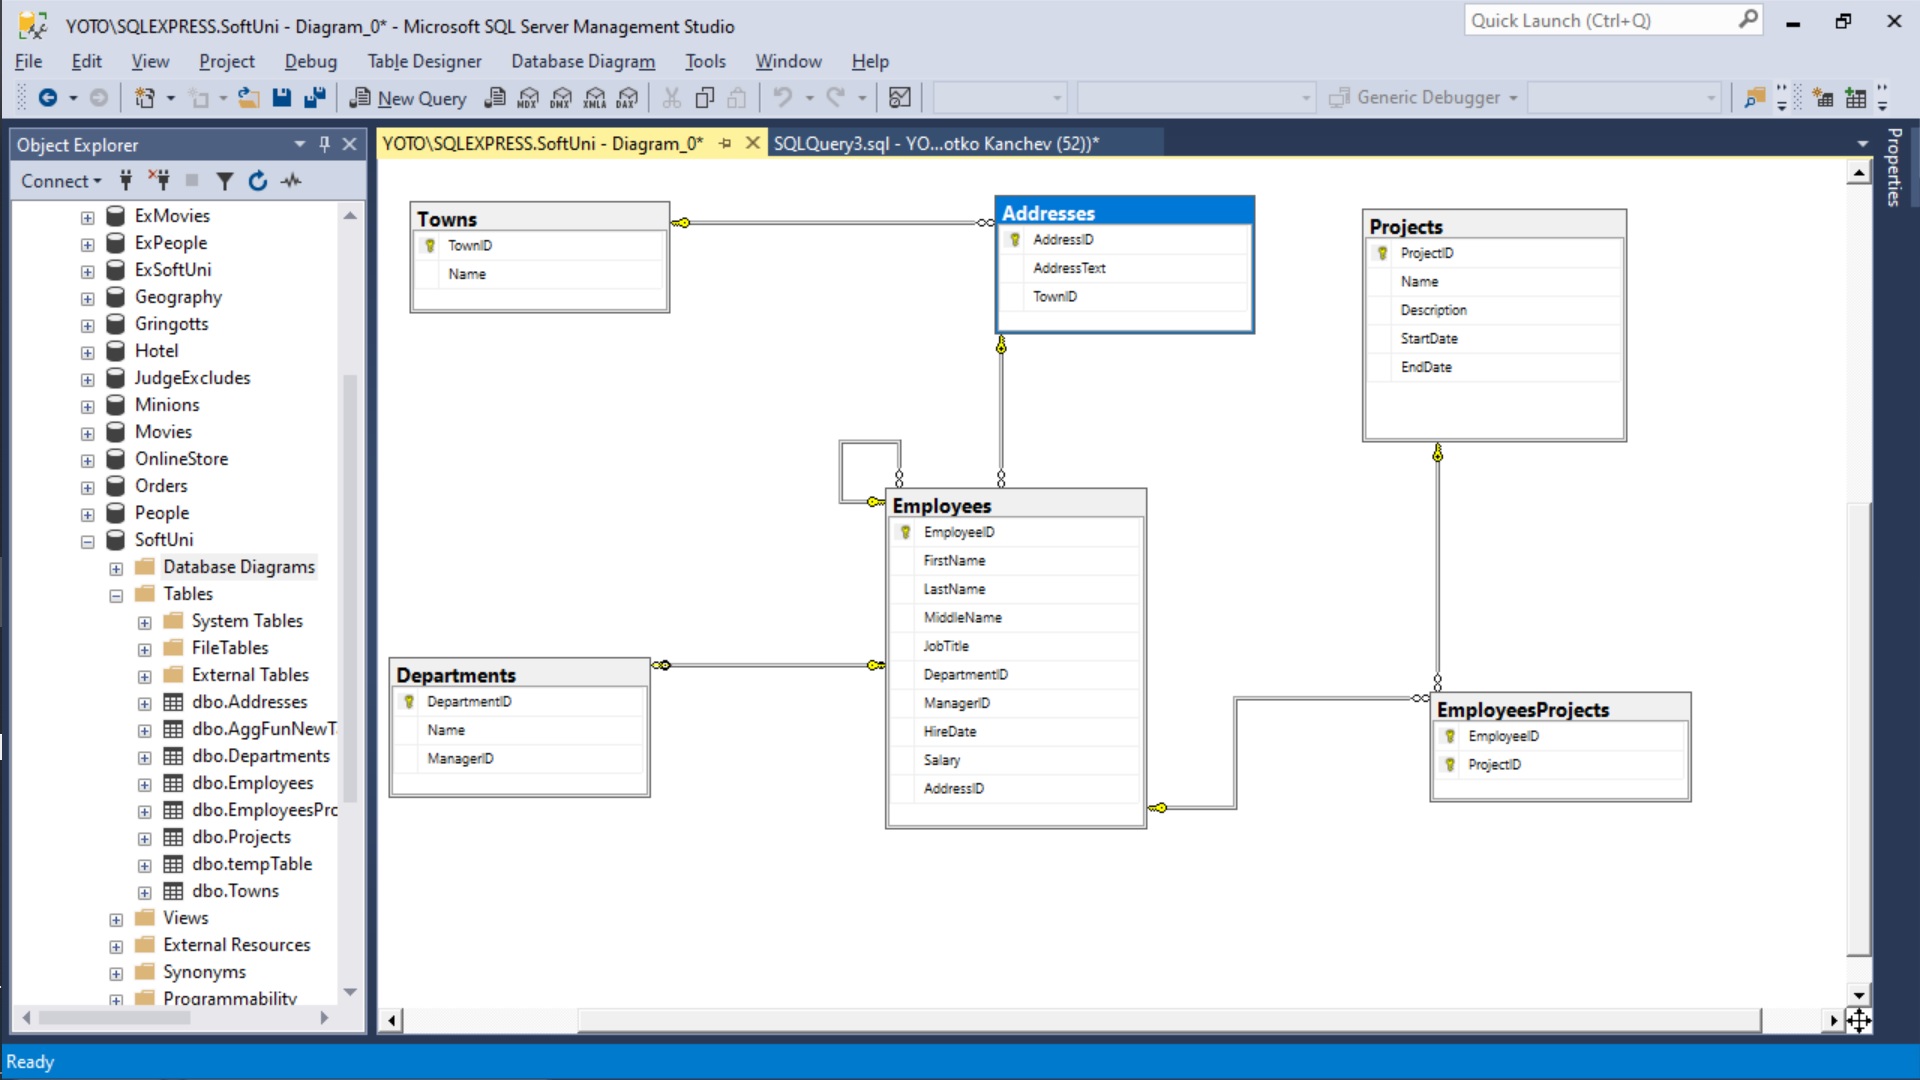 YOTO\SQLEXPRESS.SoftUni - Diagram_0* - Microsoft SQL Server Management Studio
Quick Launch (Ctrl+Q)
File Edit View Project Debug Table Designer Database Diagram Tools Window Help
New Query MDX DMX XMLA DAX Generic Debugger
Object Explorer
Connect
ExMovies
ExPeople
ExSoftUni
Geography
Gringotts
Hotel
JudgeExcludes
Minions
Movies
OnlineStore
Orders
People
SoftUni
Database Diagrams
Tables
System Tables
FileTables
External Tables
dbo.Addresses
dbo.AggFunNewT
dbo.Departments
dbo.Employees
dbo.EmployeesPro
dbo.Projects
dbo.tempTable
dbo.Towns
Views
External Resources
Synonyms
Programmability
YOTO\SQLEXPRESS.SoftUni - Diagram_0*
SQLQuery3.sql - YO...otko Kanchev (52))*
Towns
TownID
Name
Addresses
AddressID
AddressText
TownID
Projects
ProjectID
Name
Description
StartDate
EndDate
Employees
EmployeeID
FirstName
LastName
MiddleName
JobTitle
DepartmentID
ManagerID
HireDate
Salary
AddressID
Departments
DepartmentID
Name
ManagerID
EmployeesProjects
EmployeeID
ProjectID
Properties
Ready